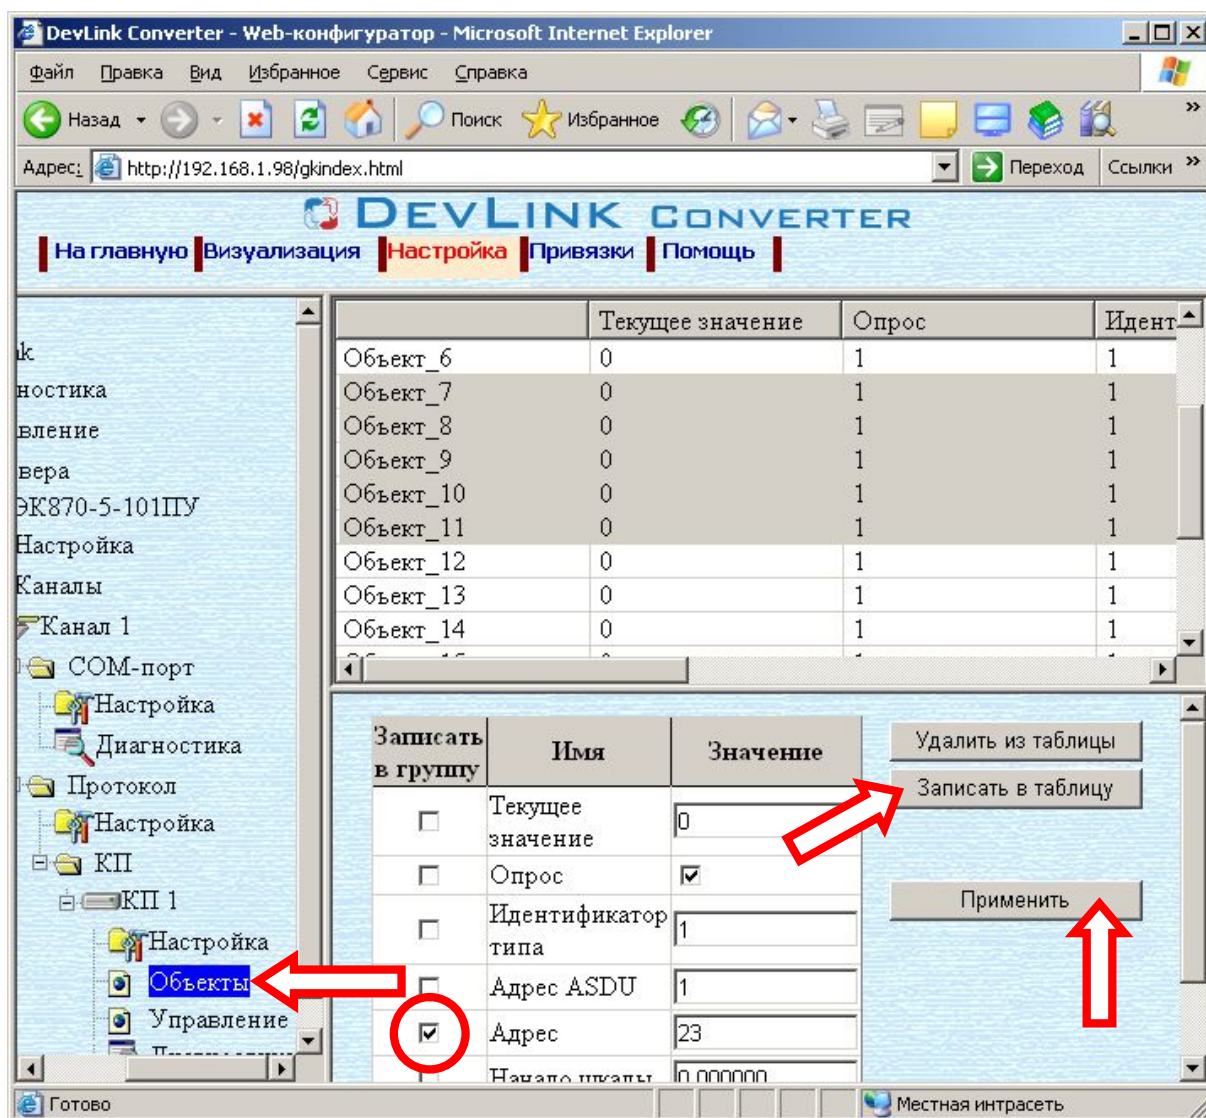 DevLink Converter - Web-конфигуратор - Microsoft Internet Explorer
Файл Правка Вид Избранное Сервис Справка
Назад Поиск Избранное »
Адрес: http://192.168.1.98/gkindex.html Переход Ссылки »
DEVLINK CONVERTER
На главную Визуализация Настройка Привязки Помощь
ностика
вление
вера
ЭК870-5-101ПУ
Настройка
Каналы
Канал 1
COM-порт
Настройка
Диагностика
Протокол
Настройка
КП
КП 1
Настройка
Объекты
Управление
Текущее значение Опрос Идент
Объект_6 0 1 1
Объект_7 0 1 1
Объект_8 0 1 1
Объект_9 0 1 1
Объект_10 0 1 1
Объект_11 0 1 1
Объект_12 0 1 1
Объект_13 0 1 1
Объект_14 0 1 1
Записать
в группу Имя Значение
Текущее
значение 0
Опрос
Идентификатор
типа 1
Адрес ASDU 1
Адрес 23
Начало шкалы 0.000000
Удалить из таблицы
Записать в таблицу
Применить
Готово Местная интрасеть